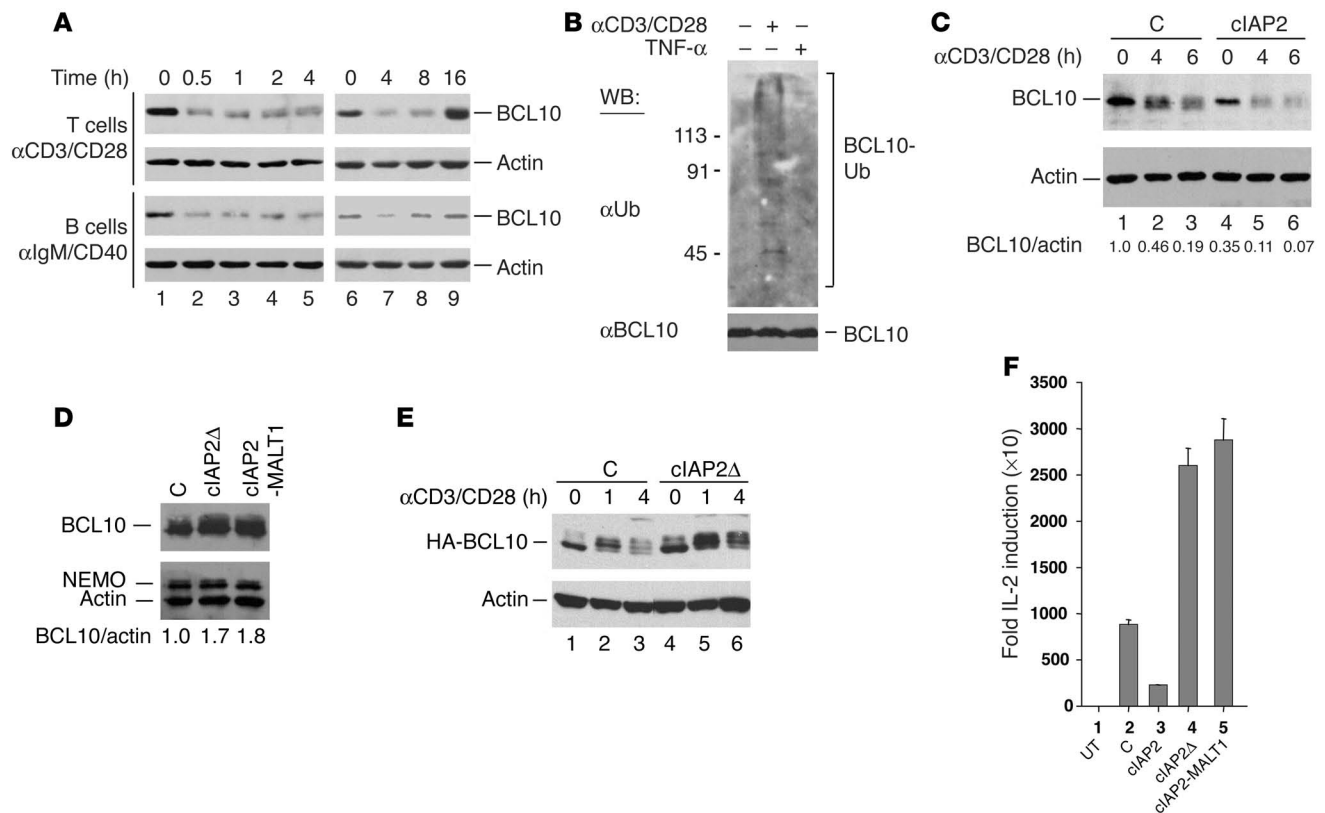 A
Time (h) 0 0.5 1 2 4 0 4 8 16
T cells
αCD3/CD28
BCL10
Actin
B cells
αIgM/CD40
BCL10
Actin
1 2 3 4 5 6 7 8 9
B
αCD3/CD28 – + –
TNF-α – – +
WB:
113 -
91 -
αUb
45 -
BCL10-
Ub
αBCL10
BCL10
C
C cIAP2
αCD3/CD28 (h) 0 4 6 0 4 6
BCL10
Actin
1 2 3 4 5 6
BCL10/actin 1.0 0.46 0.19 0.35 0.11 0.07
D
C
cIAP2Δ
cIAP2
-MALT1
BCL10
NEMO
Actin
BCL10/actin 1.0 1.7 1.8
E
C cIAP2Δ
αCD3/CD28 (h) 0 1 4 0 1 4
HA-BCL10
Actin
1 2 3 4 5 6
F
Fold IL-2 induction (×10)
3500
3000
2500
2000
1500
1000
500
0
1 2 3 4 5
UT
C
cIAP2
cIAP2Δ
cIAP2-MALT1